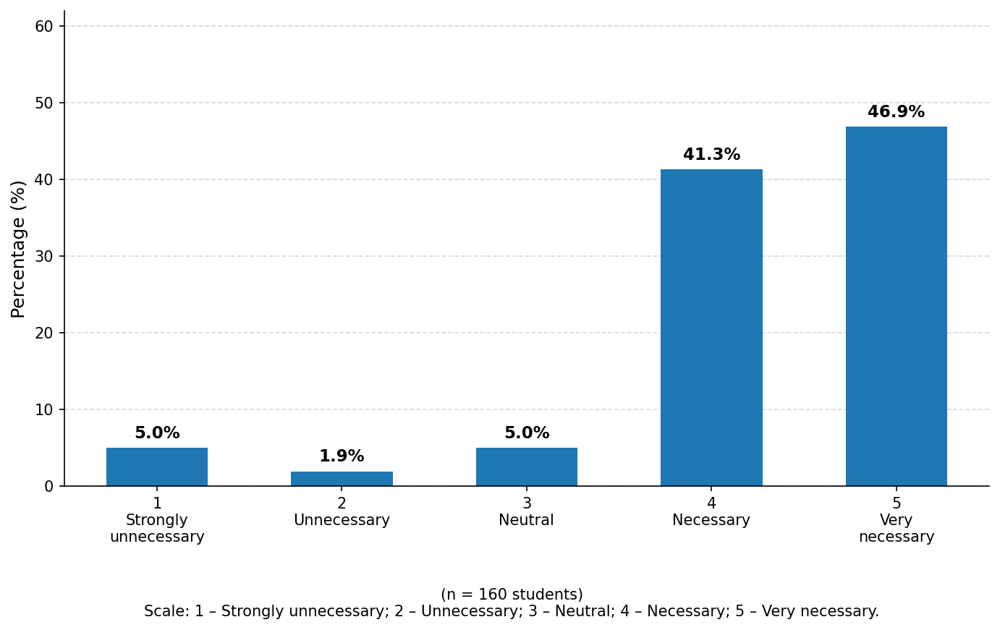 Percentage (%)
60
50
40
30
20
10
0
5.0%
1.9%
5.0%
41.3%
46.9%
1
Strongly
unnecessary
2
Unnecessary
3
Neutral
4
Necessary
5
Very
necessary
(n = 160 students)
Scale: 1 – Strongly unnecessary; 2 – Unnecessary; 3 – Neutral; 4 – Necessary; 5 – Very necessary.